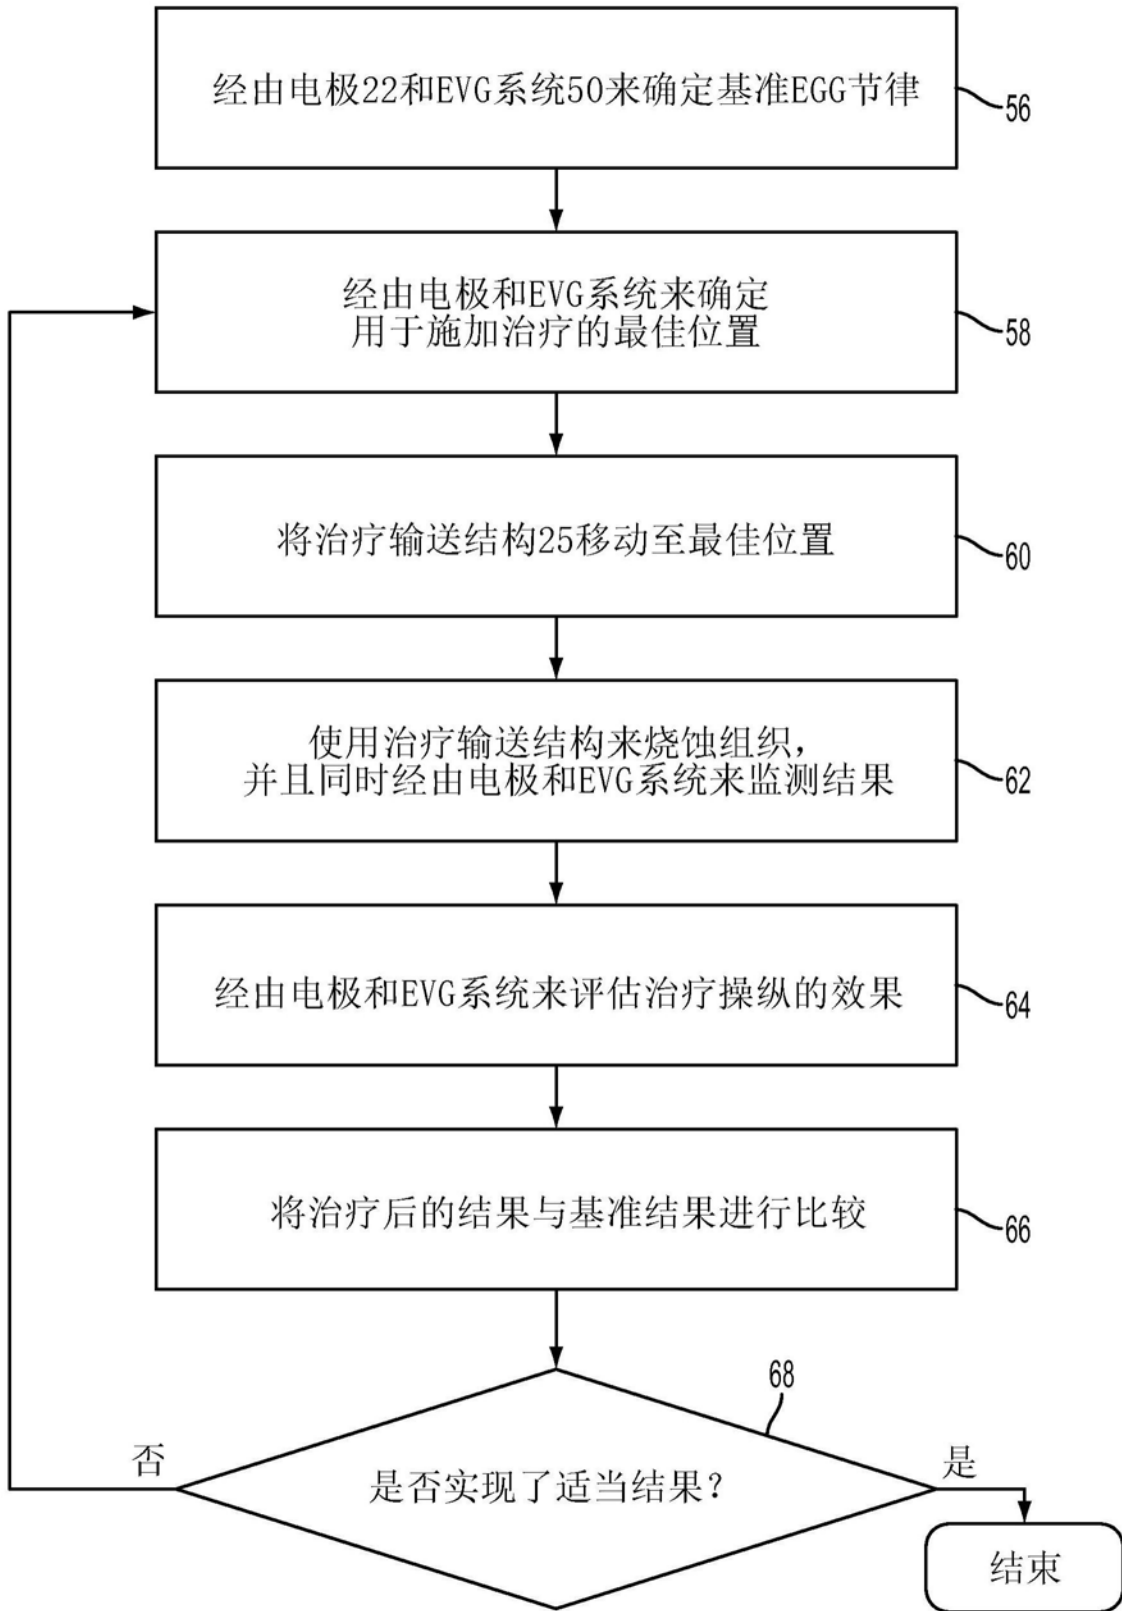 经由电极22和EVG系统50来确定基准EGG节律
56
经由电极和EVG系统来确定
用于施加治疗的最佳位置
58
将治疗输送结构25移动至最佳位置
60
使用治疗输送结构来烧蚀组织，
并且同时经由电极和EVG系统来监测结果
62
经由电极和EVG系统来评估治疗操纵的效果
64
将治疗后的结果与基准结果进行比较
66
68
否
是
是否实现了适当结果？
结束